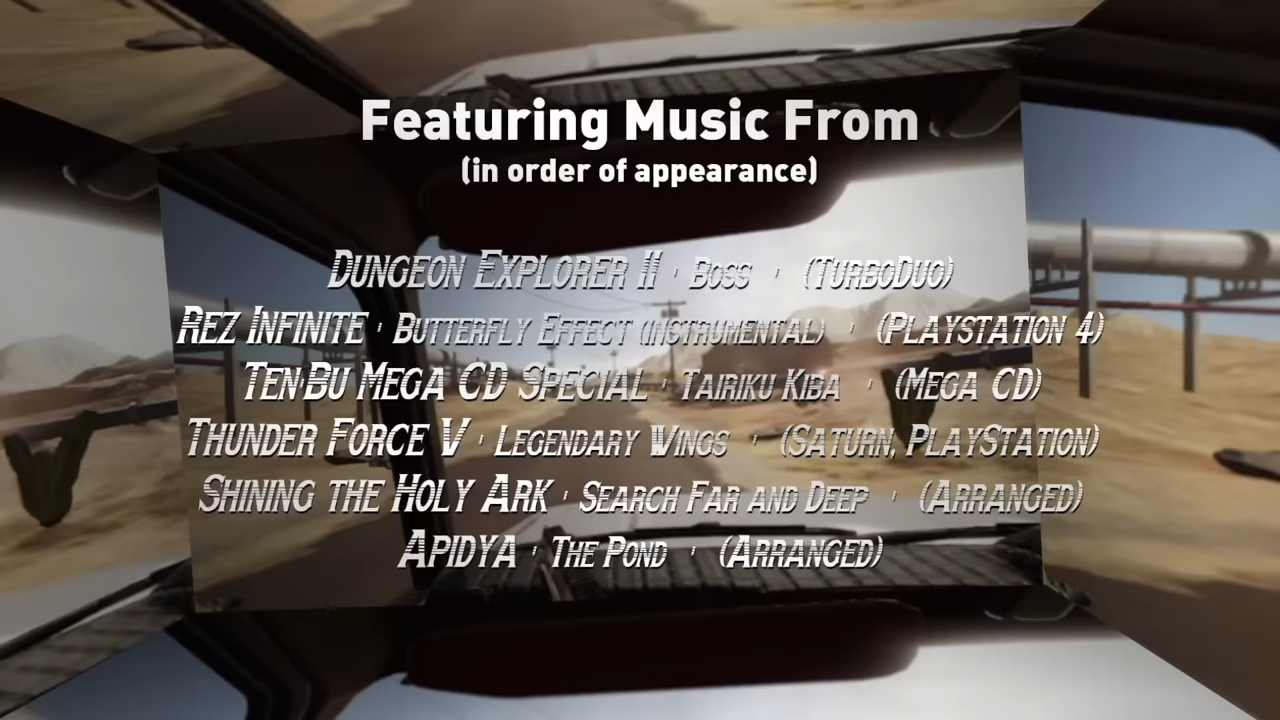 Featuring Music From
(in order of appearance)
Dungeon Explorer II · Boss · (TurboDuo)
Rez Infinite · Butterfly Effect (instrumental) · (Playstation 4)
Ten·Bu Mega CD Special · Tairiku Kiba · (Mega CD)
Thunder Force V · Legendary Wings · (Saturn, PlayStation)
Shining the Holy Ark · Search Far and Deep · (Arranged)
Apidya · The Pond · (Arranged)